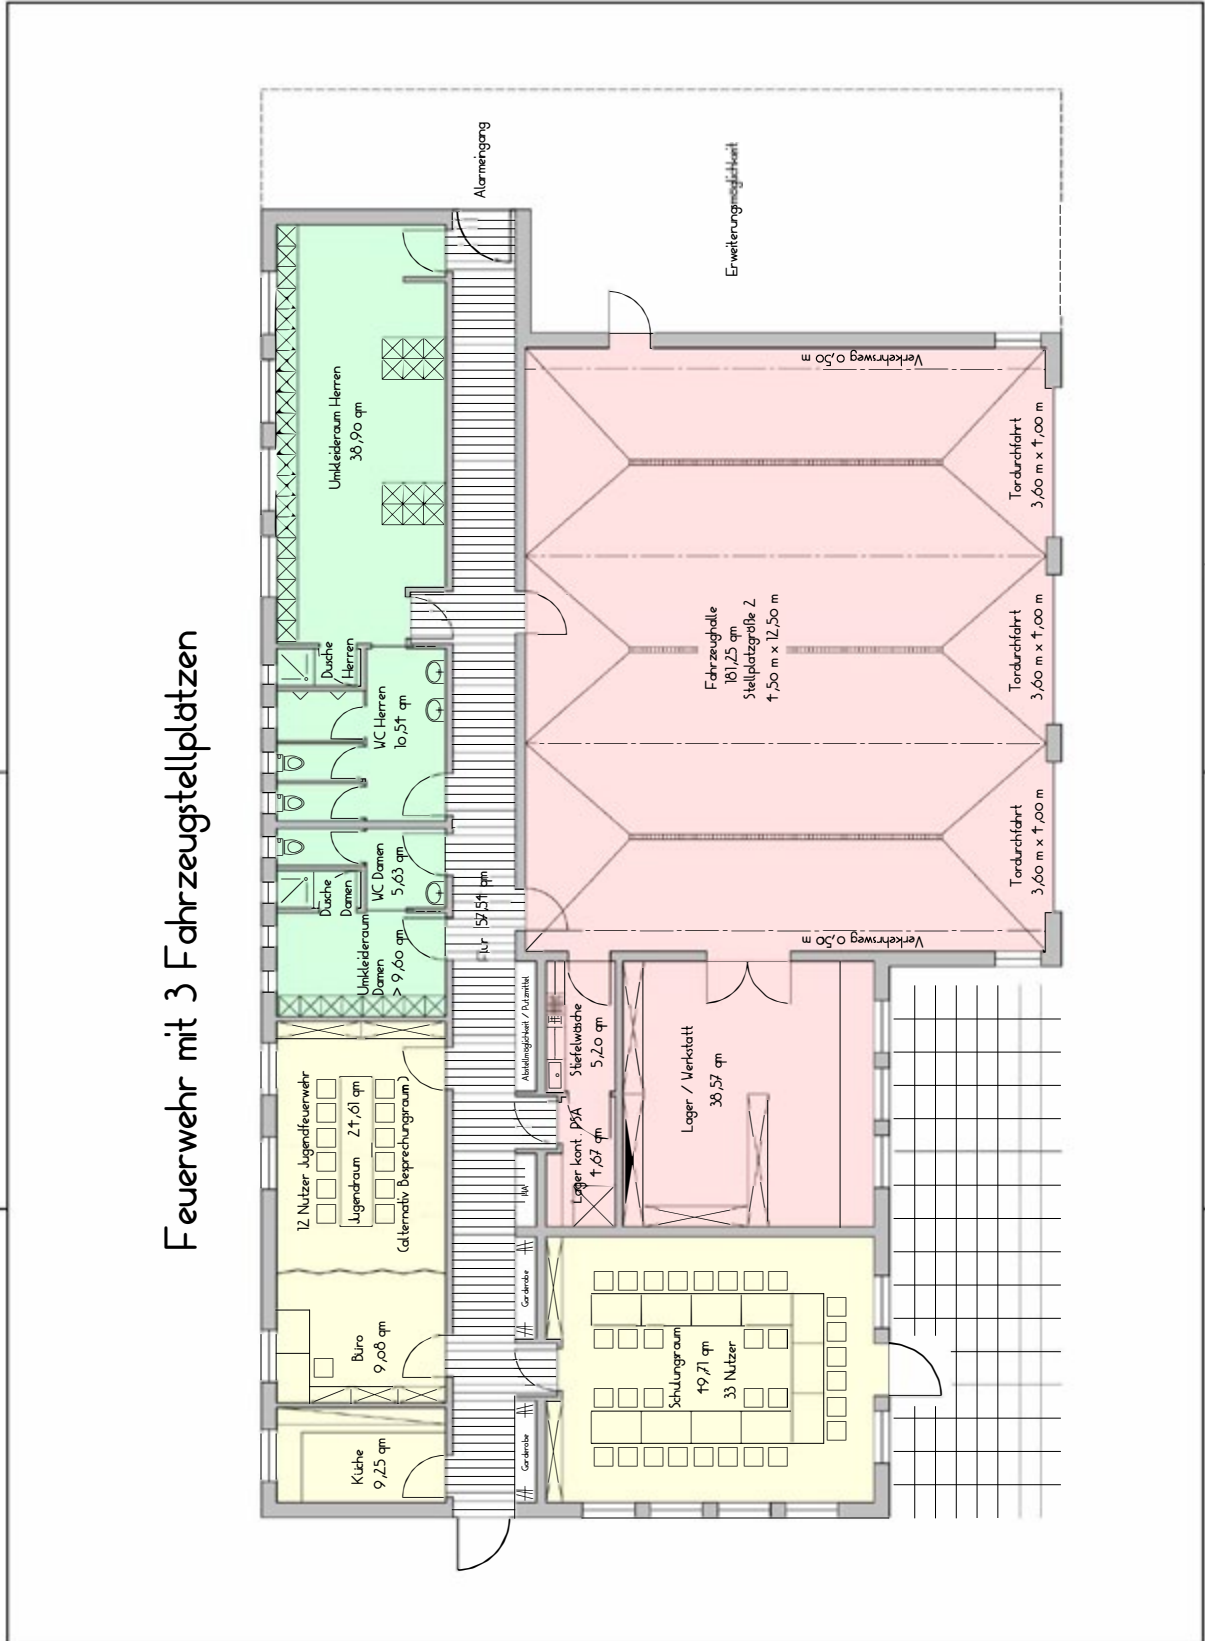 Feuerwehr mit 3 Fahrzeugstellplätzen
Küche
9,25 qm
Büro
9,08 qm
12 Nutzer Jugendfeuerwehr
Jugendraum 24,61 qm
(alternativ Besprechungsraum)
Umkleideraum
Damen
> 9,60 qm
Dusche
Damen
WC Damen
5,63 qm
WC Herren
10,54 qm
Dusche
Herren
Umkleideraum Herren
38,90 qm
Alarmeingang
Flur 57,54 qm
Garderobe
Garderobe
Abstellmöglichkeit / Putzmittel
Lager kont. PSA
4,67 qm
Stiefelwäsche
5,20 qm
Schulungsraum
49,71 qm
33 Nutzer
Lager / Werkstatt
38,57 qm
Fahrzeughalle
181,25 qm
Stellplatzgröße 2
4,50 m x 12,50 m
Verkehrsweg 0,50 m
Verkehrsweg 0,50 m
Tordurchfahrt
3,60 m x 4,00 m
Tordurchfahrt
3,60 m x 4,00 m
Tordurchfahrt
3,60 m x 4,00 m
Erweiterungsmöglichkeit